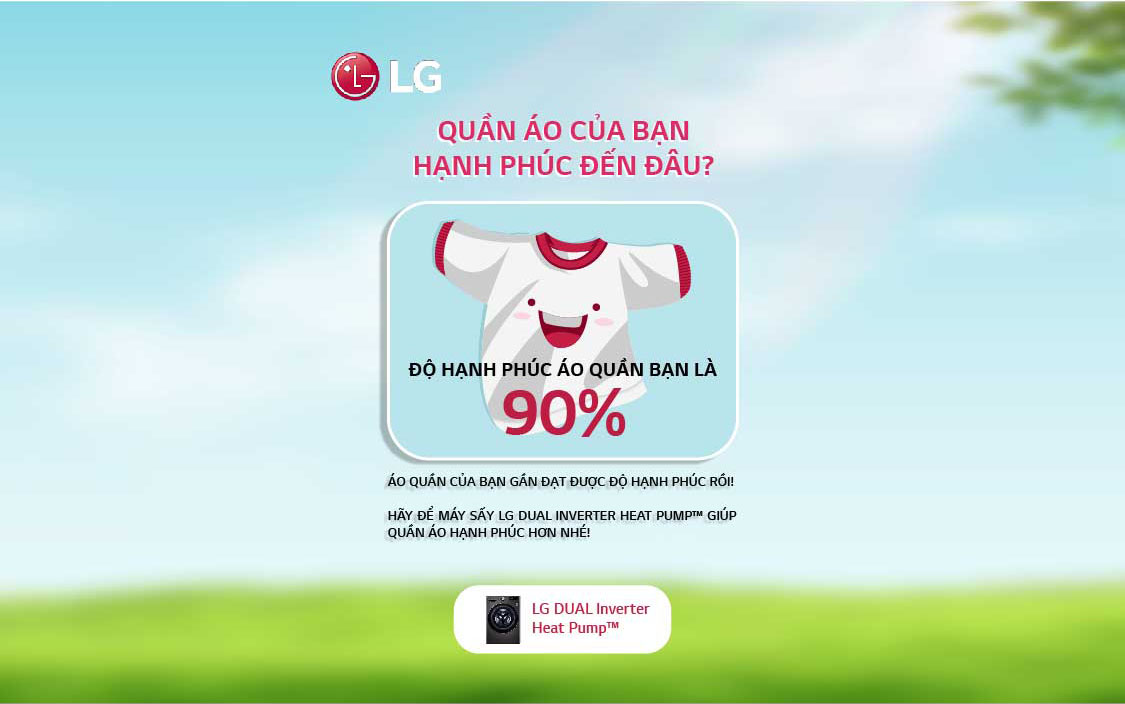 LG
QUẦN ÁO CỦA BẠN
HẠNH PHÚC ĐẾN ĐÂU?
ĐỘ HẠNH PHÚC ÁO QUẦN BẠN LÀ
90%
ÁO QUẦN CỦA BẠN GẦN ĐẠT ĐƯỢC ĐỘ HẠNH PHÚC RỒI!
HÃY ĐỂ MÁY SẤY LG DUAL INVERTER HEAT PUMP™ GIÚP
QUẦN ÁO HẠNH PHÚC HƠN NHÉ!
LG DUAL Inverter
Heat Pump™